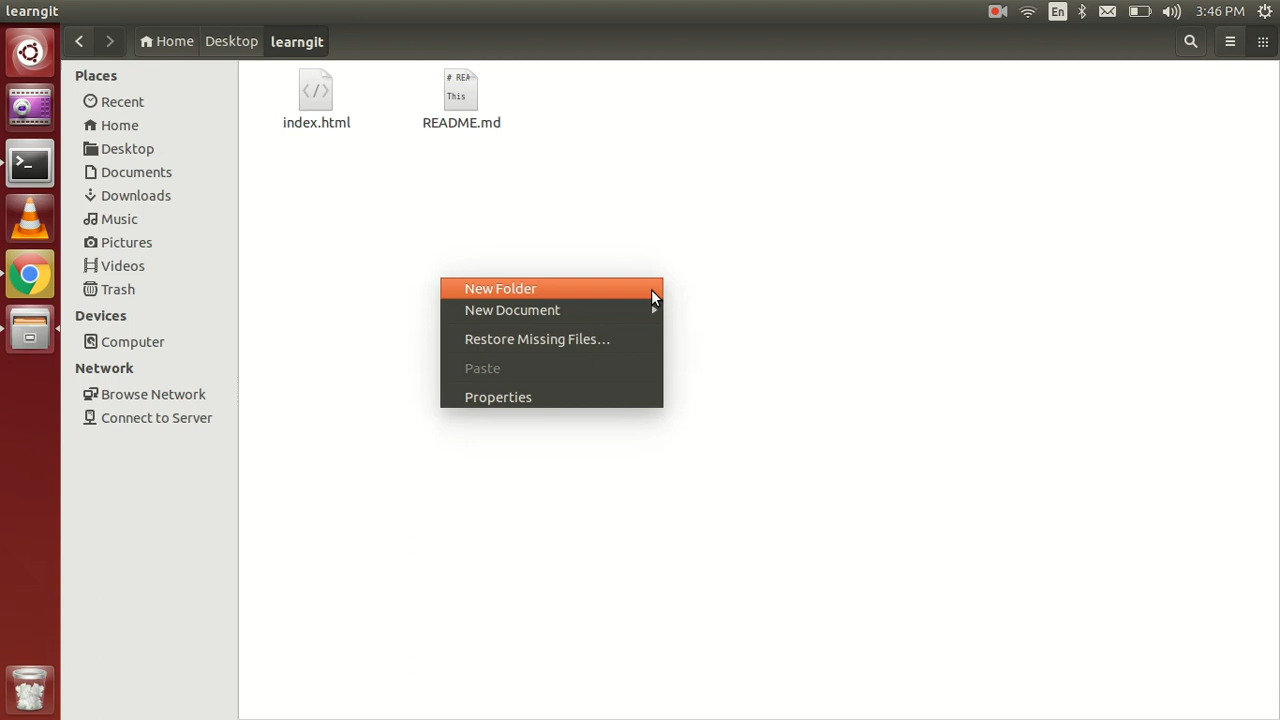 learngit
En
3:46 PM
Home
Desktop
learngit
Places
Recent
Home
Desktop
Documents
Downloads
Music
Pictures
Videos
Trash
Devices
Computer
Network
Browse Network
Connect to Server
</>
index.html
# REA
This
README.md
New Folder
New Document
Restore Missing Files...
Paste
Properties
>_